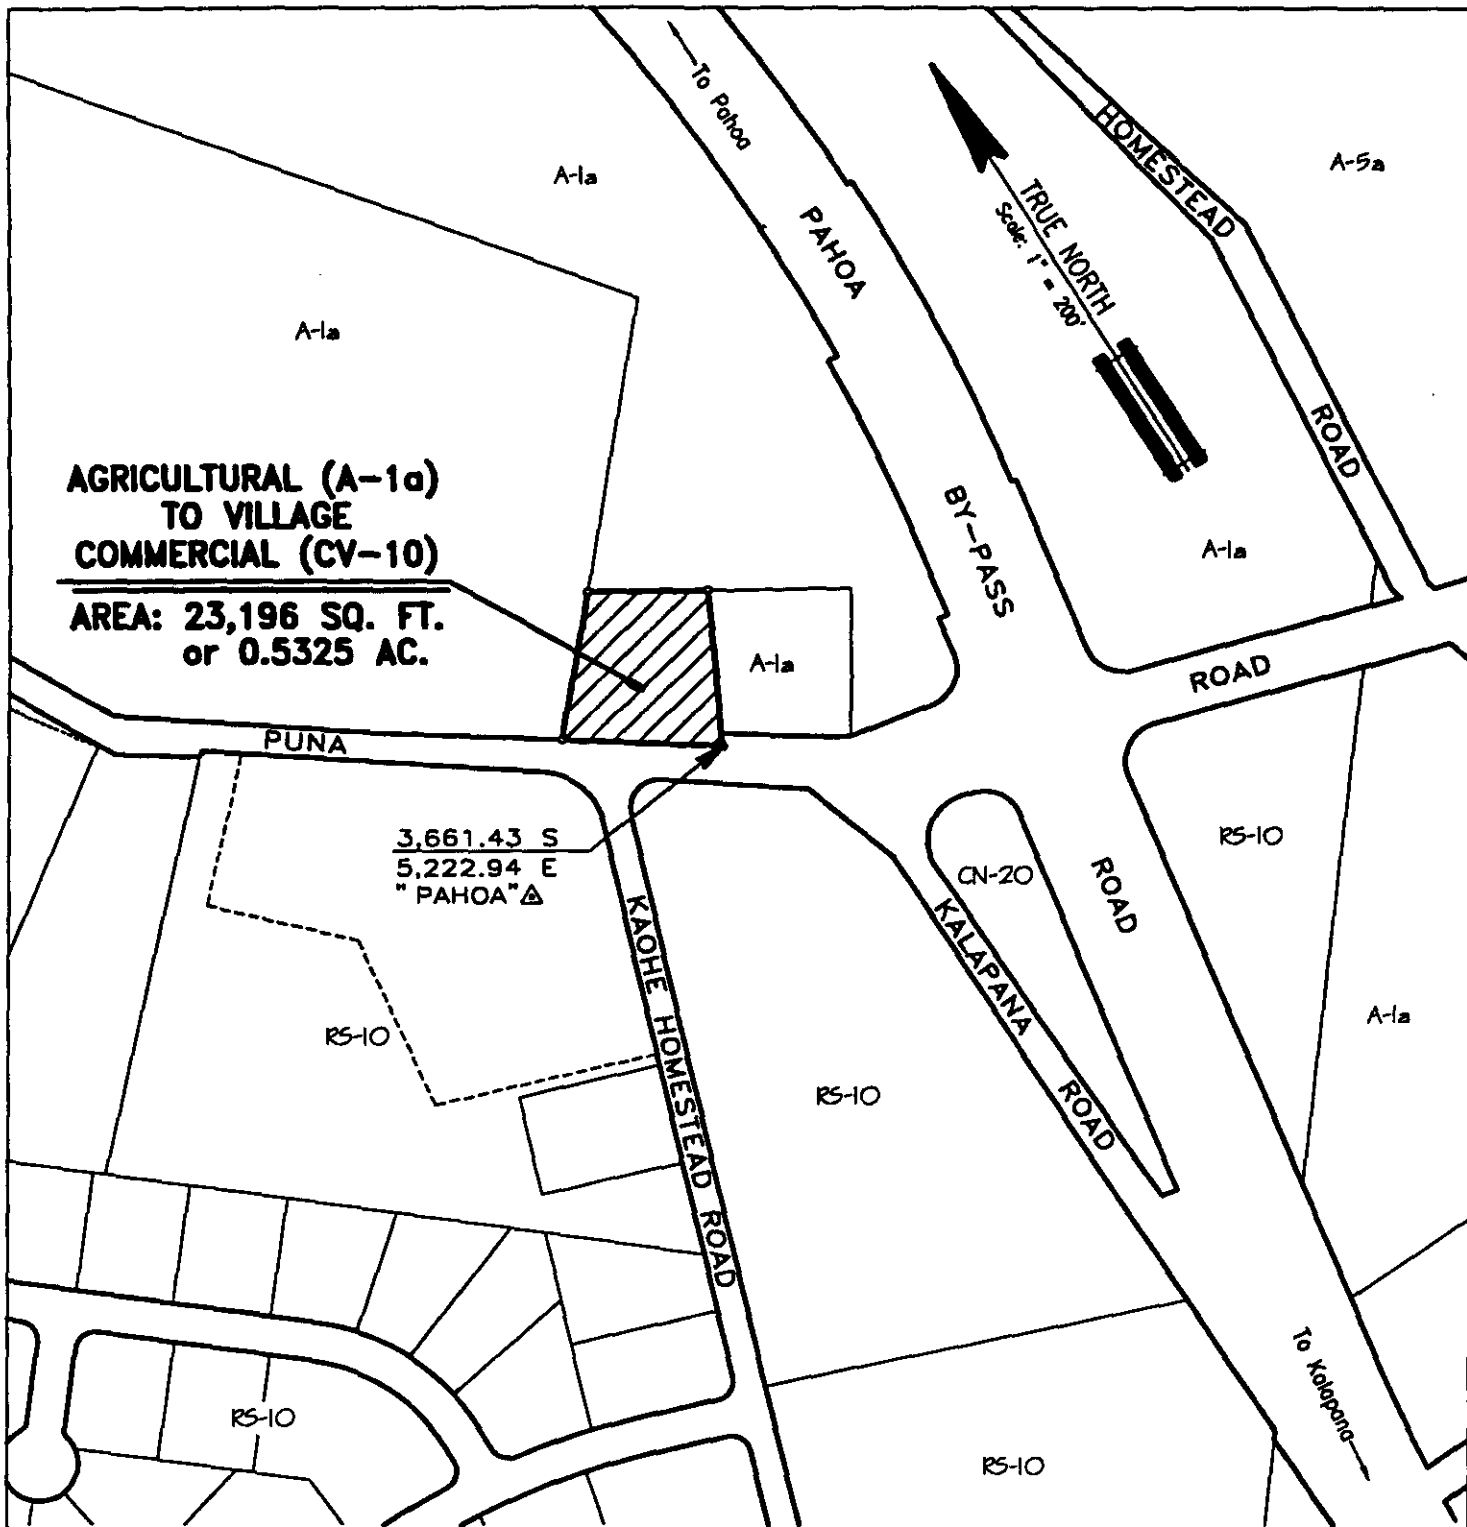 To Pahoa
HOMESTEAD
A-1a
A-5a
TRUE NORTH
Scale: 1" = 200'
PAHOA
A-1a
ROAD
AGRICULTURAL (A-1a)
TO VILLAGE
COMMERCIAL (CV-10)
AREA: 23,196 SQ. FT.
or 0.5325 AC.
BY-PASS
A-1a
A-1a
ROAD
PUNA
3,661.43 S
5,222.94 E
"PAHOA"
RS-10
CN-20
ROAD
KAOHE HOMESTEAD ROAD
KALAPANA
ROAD
A-1a
RS-10
RS-10
To Kalapana
RS-10
RS-10